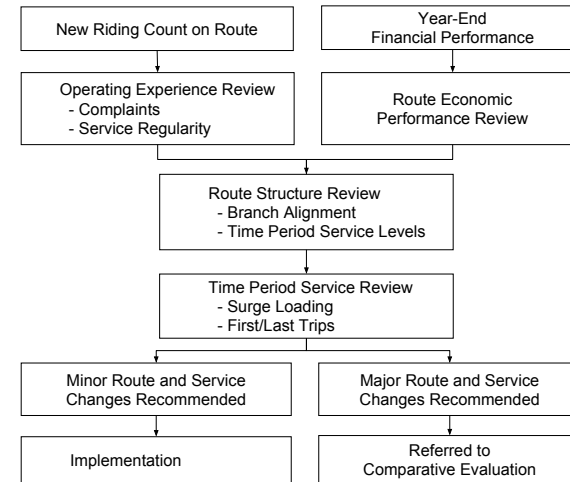 New Riding Count on Route
Year-End
Financial Performance
Operating Experience Review
- Complaints
- Service Regularity
Route Economic
Performance Review
Route Structure Review
- Branch Alignment
- Time Period Service Levels
Time Period Service Review
- Surge Loading
- First/Last Trips
Minor Route and Service
Changes Recommended
Major Route and Service
Changes Recommended
Implementation
Referred to
Comparative Evaluation